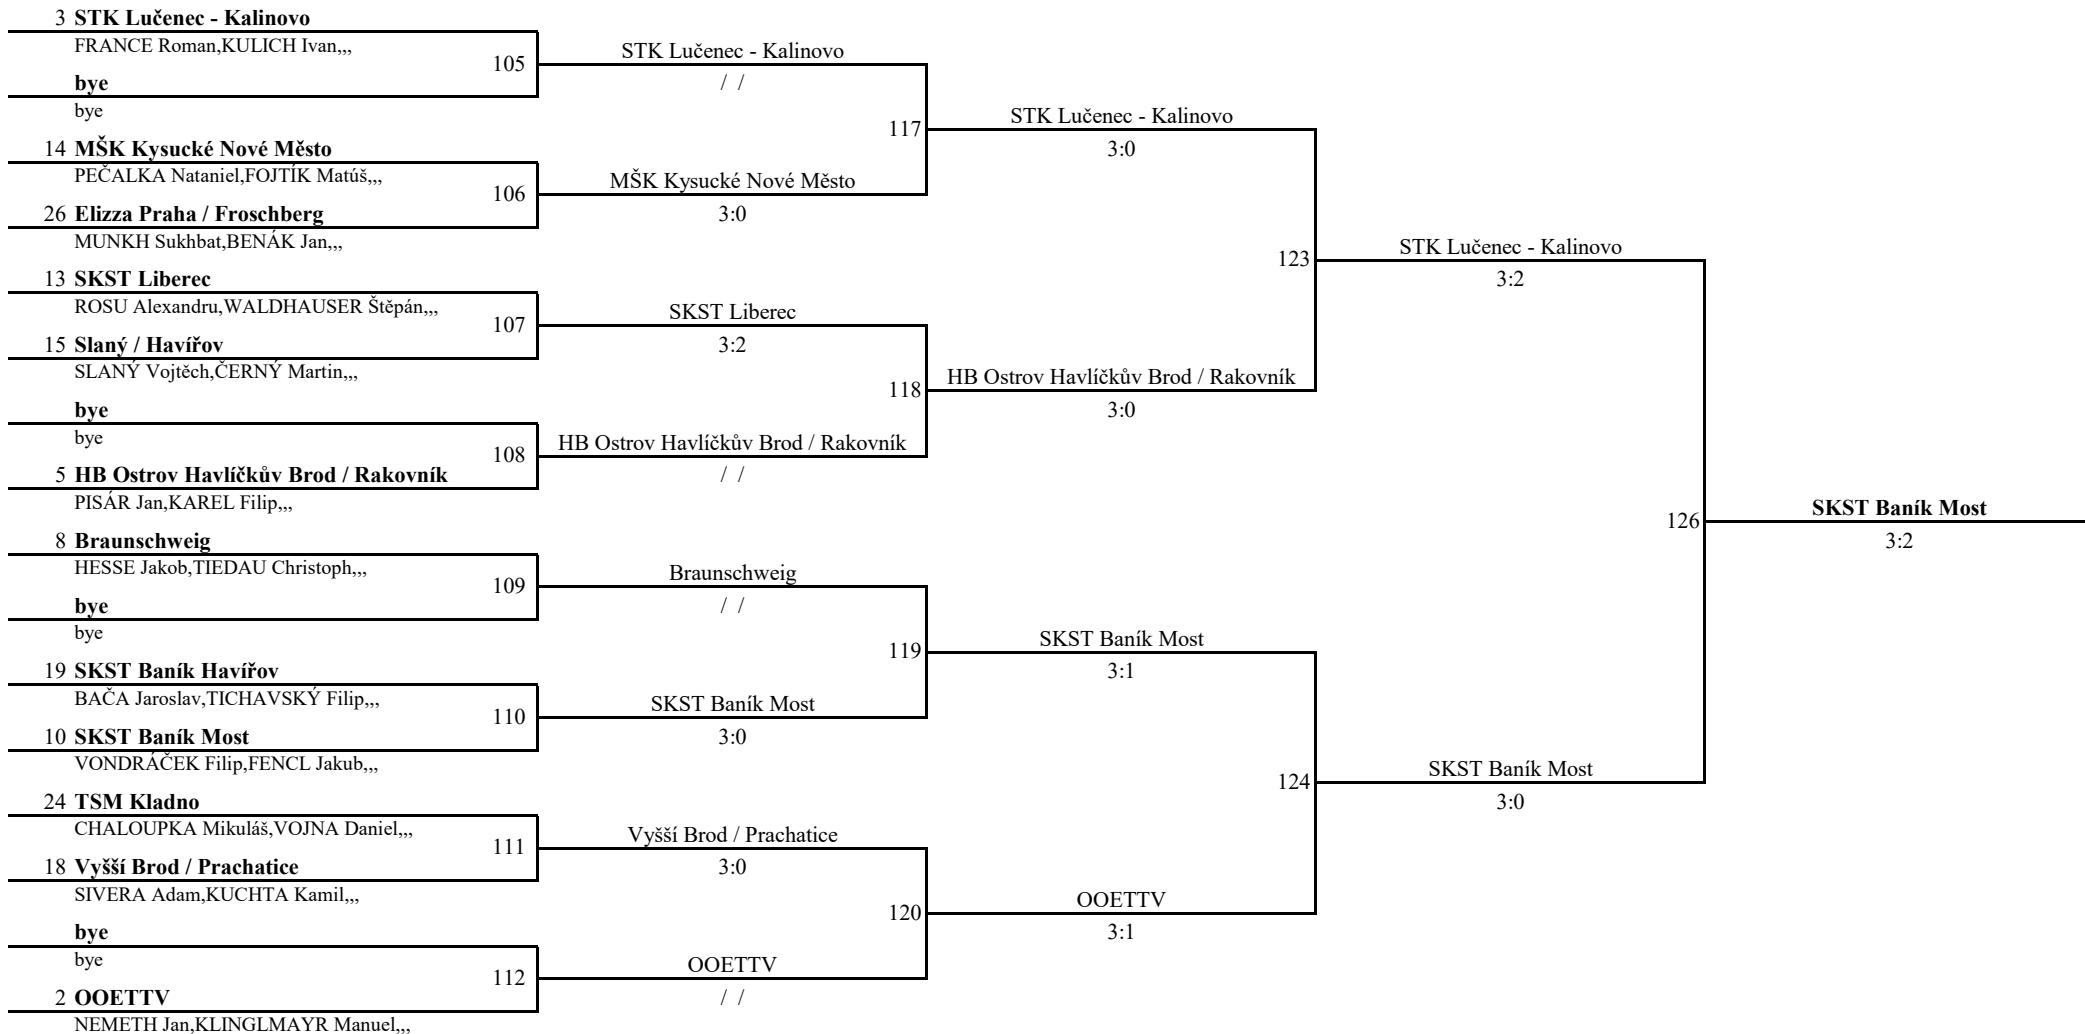 3 STK Lučenec - Kalinovo
FRANCE Roman,KULICH Ivan,,,
105
bye
bye
14 MŠK Kysucké Nové Město
PEČALKA Nataniel,FOJTÍK Matúš,,,
106
26 Elizza Praha / Froschberg
MUNKH Sukhbat,BENÁK Jan,,,
13 SKST Liberec
ROSU Alexandru,WALDHAUSER Štěpán,,,
107
15 Slaný / Havířov
SLANÝ Vojtěch,ČERNÝ Martin,,,
bye
bye
108
5 HB Ostrov Havlíčkův Brod / Rakovník
PISÁR Jan,KAREL Filip,,,
8 Braunschweig
HESSE Jakob,TIEDAU Christoph,,,
109
bye
bye
19 SKST Baník Havířov
BAČA Jaroslav,TICHAVSKÝ Filip,,,
110
10 SKST Baník Most
VONDRÁČEK Filip,FENCL Jakub,,,
24 TSM Kladno
CHALOUPKA Mikuláš,VOJNA Daniel,,,
111
18 Vyšší Brod / Prachatice
SIVERA Adam,KUCHTA Kamil,,,
bye
bye
112
2 OOETTV
NEMETH Jan,KLINGLMAYR Manuel,,,
STK Lučenec - Kalinovo
/ /
117
MŠK Kysucké Nové Město
3:0
SKST Liberec
3:2
118
HB Ostrov Havlíčkův Brod / Rakovník
/ /
Braunschweig
/ /
119
SKST Baník Most
3:0
Vyšší Brod / Prachatice
3:0
120
OOETTV
/ /
STK Lučenec - Kalinovo
3:0
123
HB Ostrov Havlíčkův Brod / Rakovník
3:0
SKST Baník Most
3:1
124
OOETTV
3:1
STK Lučenec - Kalinovo
3:2
126
SKST Baník Most
3:0
SKST Baník Most
3:2